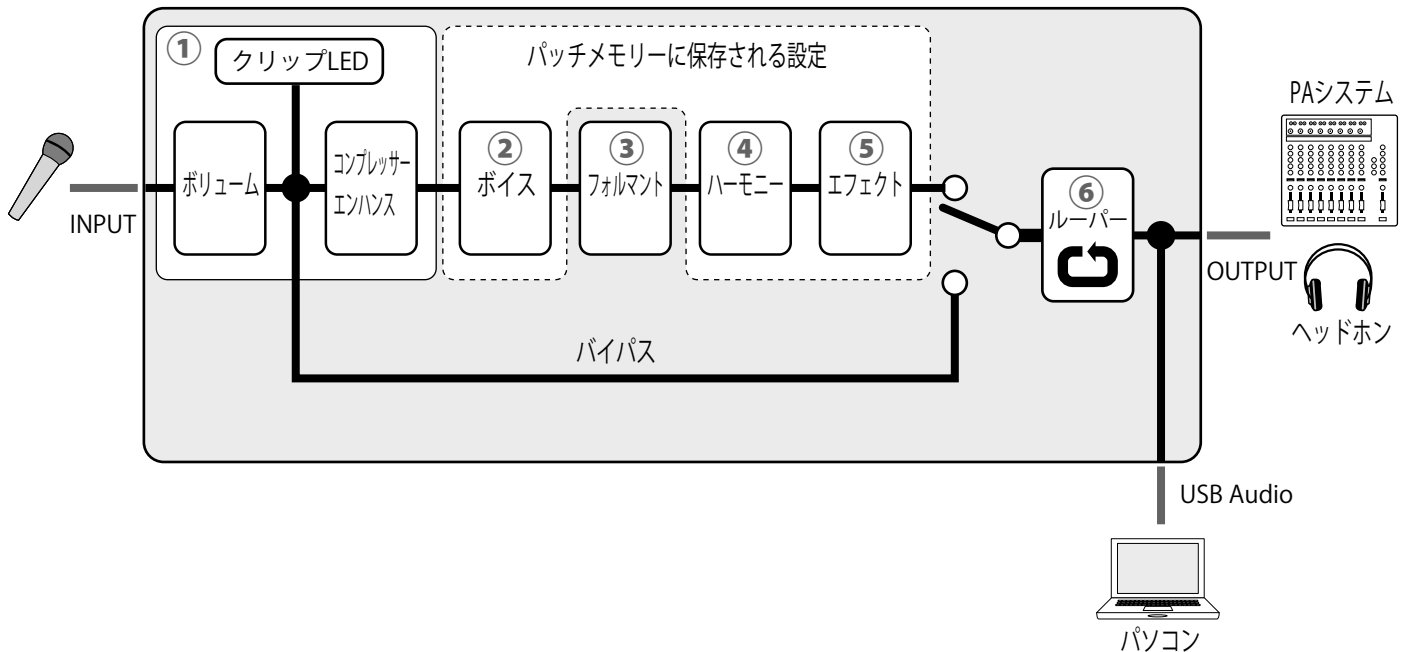 ①
クリップLED
パッチメモリーに保存される設定
PAシステム
INPUT
ボリューム
コンプレッサー
エンハンス
②
ボイス
③
フォルマント
④
ハーモニー
⑤
エフェクト
⑥
ルーパー
OUTPUT
ヘッドホン
バイパス
USB Audio
パソコン